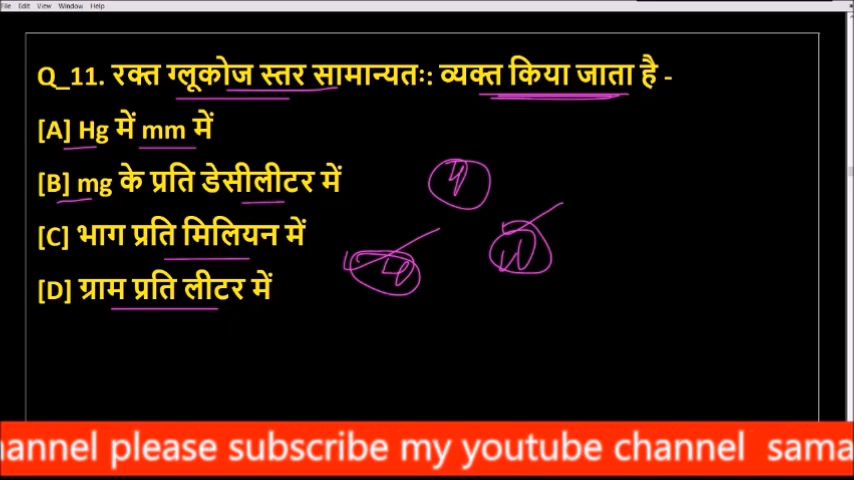 File Edit View Window Help
Q_11. रक्त ग्लूकोज स्तर सामान्यतः: व्यक्त किया जाता है -
[A] Hg में mm में
[B] mg के प्रति डेसीलीटर में
[C] भाग प्रति मिलियन में
[D] ग्राम प्रति लीटर में
hannel please subscribe my youtube channel sama